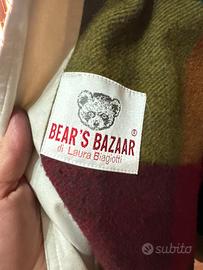 BEAR'S BAZAAR ®
di Laura Biagiotti
subito